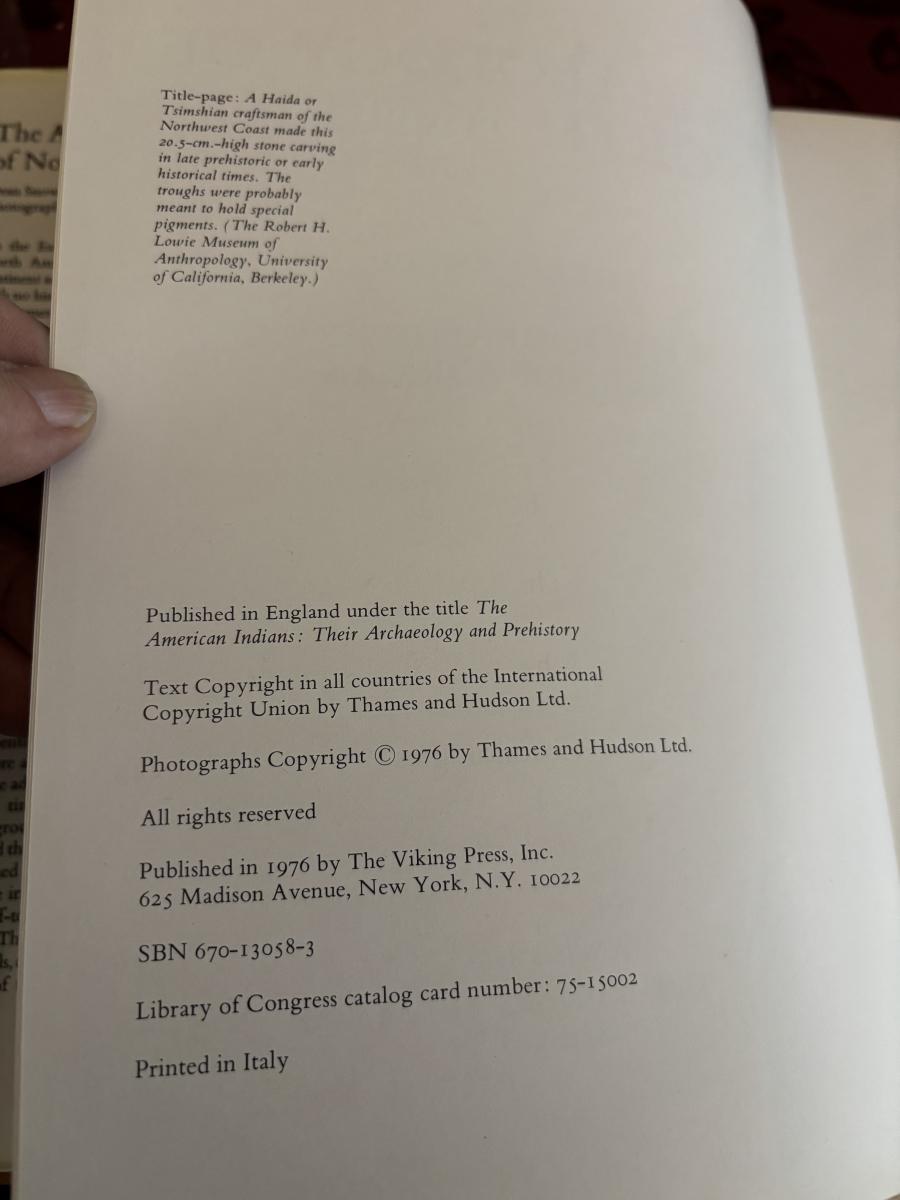 Title-page: A Haida or
Tsimshian craftsman of the
Northwest Coast made this
20.5-cm.-high stone carving
in late prehistoric or early
historical times. The
troughs were probably
meant to hold special
pigments. (The Robert H.
Lowie Museum of
Anthropology, University
of California, Berkeley.)
Published in England under the title The
American Indians: Their Archaeology and Prehistory
Text Copyright in all countries of the International
Copyright Union by Thames and Hudson Ltd.
Photographs Copyright © 1976 by Thames and Hudson Ltd.
All rights reserved
Published in 1976 by The Viking Press, Inc.
625 Madison Avenue, New York, N.Y. 10022
SBN 670-13058-3
Library of Congress catalog card number: 75-15002
Printed in Italy
The
of No